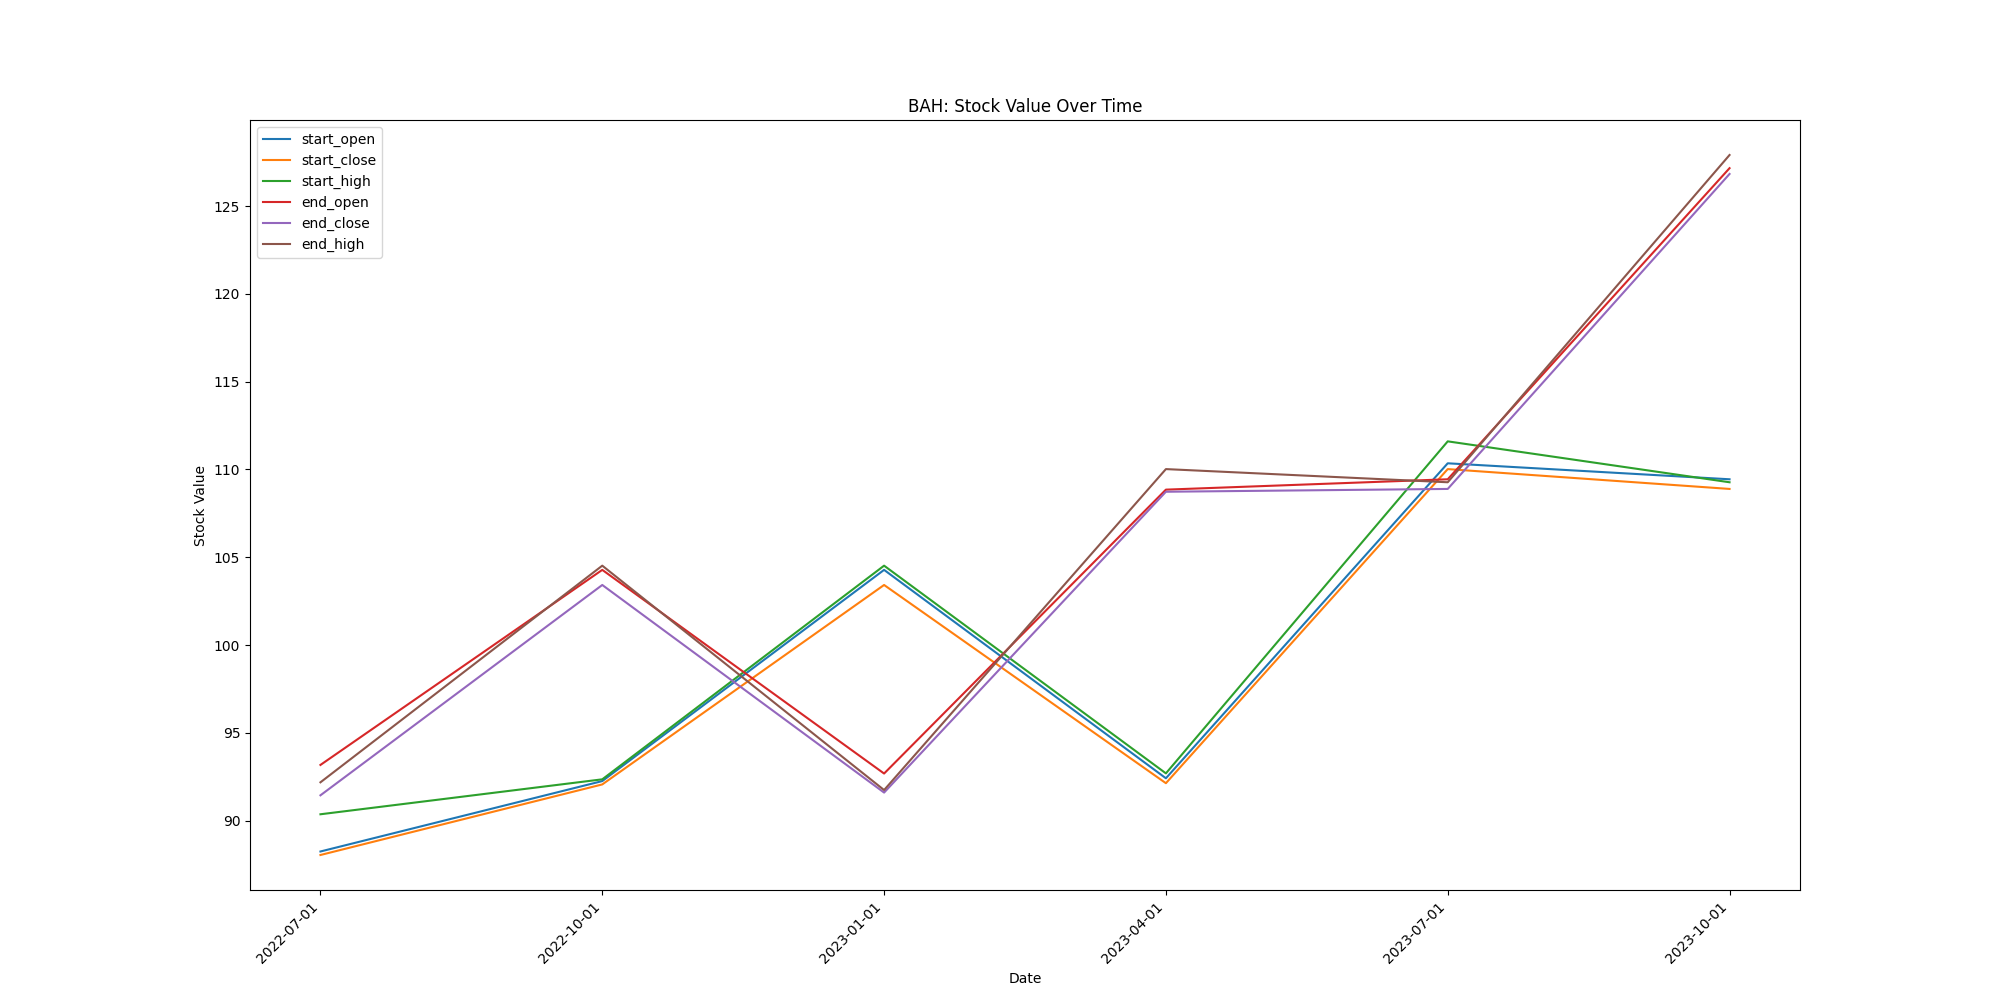 BAH: Stock Value Over Time
start_open
start_close
start_high
end_open
end_close
end_high
125
120
115
110
105
100
95
90
Stock Value
2022-07-01
2022-10-01
2023-01-01
2023-04-01
2023-07-01
2023-10-01
Date